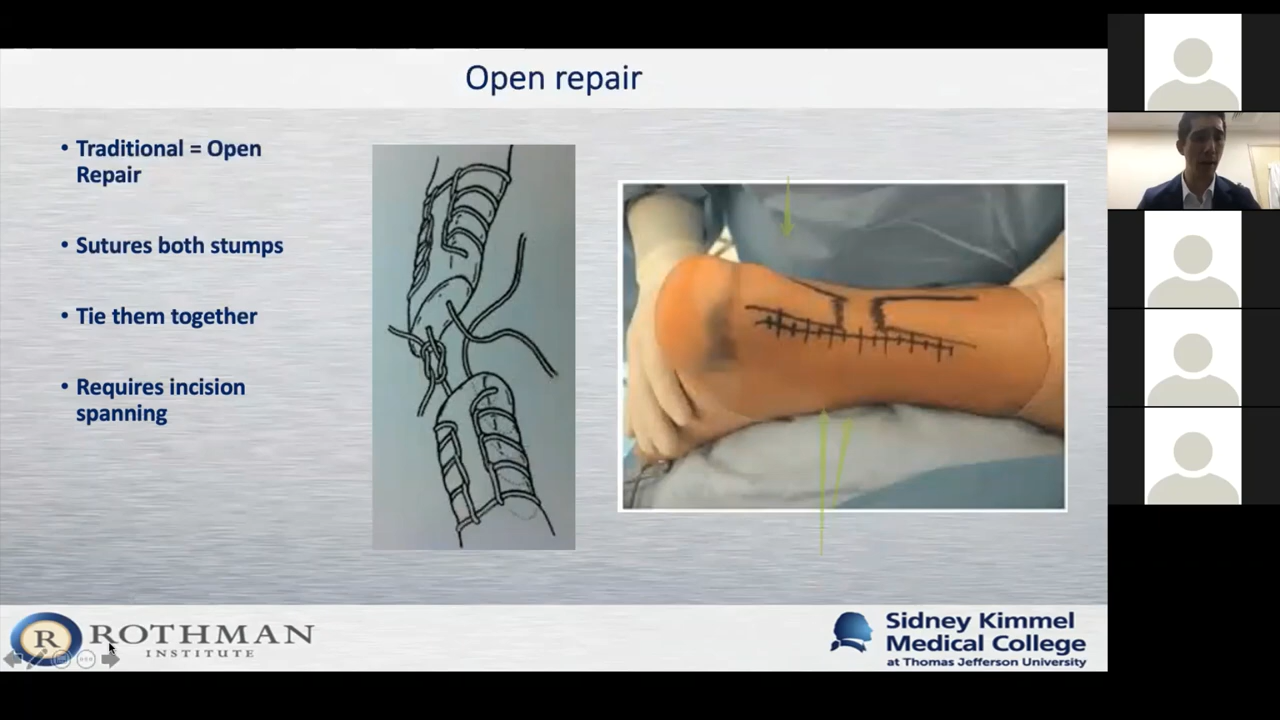 Open repair
• Traditional = Open
Repair
• Sutures both stumps
• Tie them together
• Requires incision
spanning
R ROTHMAN
INSTITUTE
Sidney Kimmel
Medical College
at Thomas Jefferson University